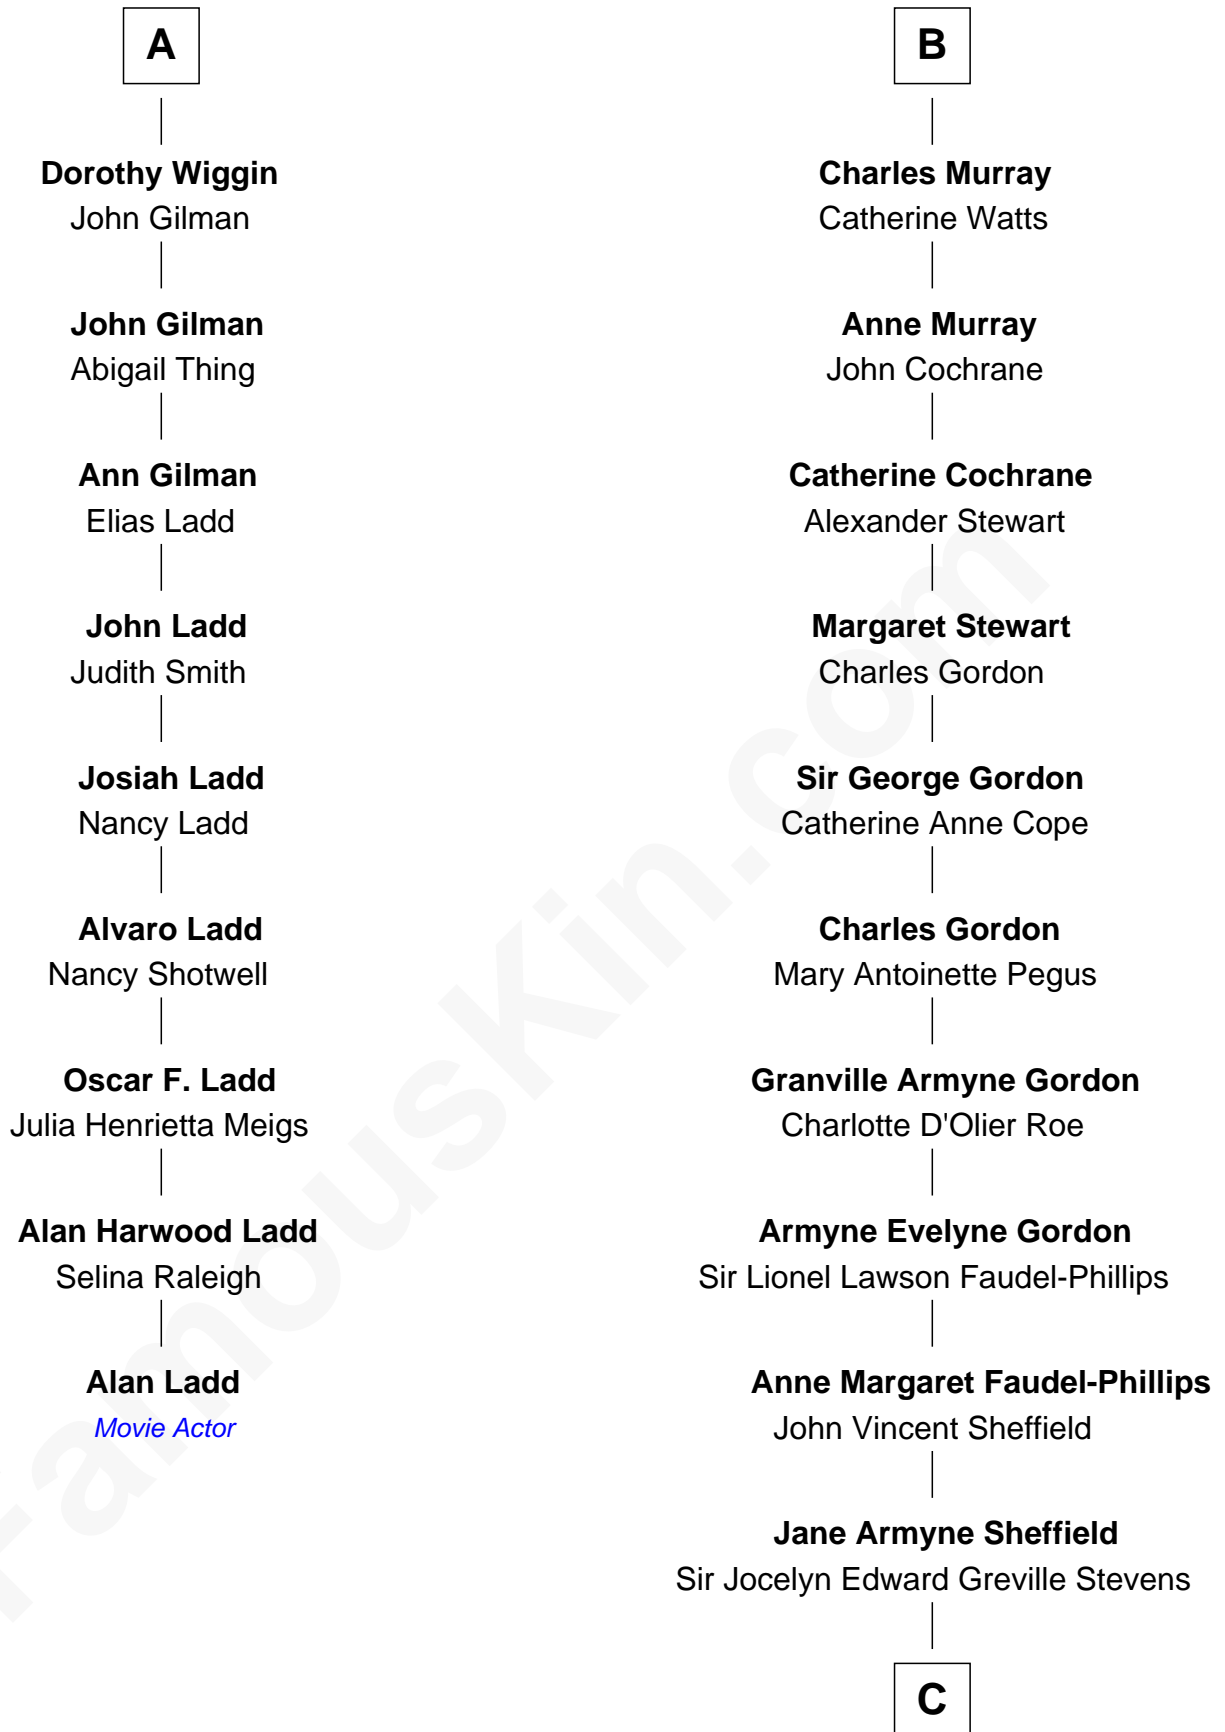 A
Dorothy Wiggin
John Gilman
John Gilman
Abigail Thing
Ann Gilman
Elias Ladd
John Ladd
Judith Smith
Josiah Ladd
Nancy Ladd
Alvaro Ladd
Nancy Shotwell
Oscar F. Ladd
Julia Henrietta Meigs
Alan Harwood Ladd
Selina Raleigh
Alan Ladd
Movie Actor
B
Charles Murray
Catherine Watts
Anne Murray
John Cochrane
Catherine Cochrane
Alexander Stewart
Margaret Stewart
Charles Gordon
Sir George Gordon
Catherine Anne Cope
Charles Gordon
Mary Antoinette Pegus
Granville Armyne Gordon
Charlotte D'Olier Roe
Armyne Evelyne Gordon
Sir Lionel Lawson Faudel-Phillips
Anne Margaret Faudel-Phillips
John Vincent Sheffield
Jane Armyne Sheffield
Sir Jocelyn Edward Greville Stevens
C
FamousKin.com